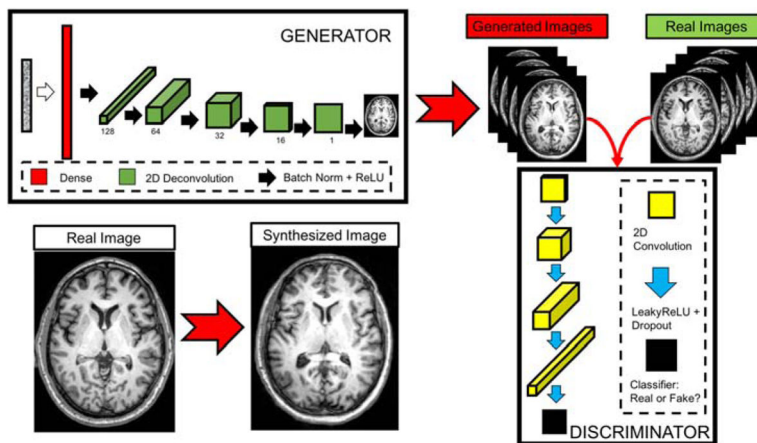 GENERATOR
128
64
32
16
1
Dense
2D Deconvolution
Batch Norm + ReLU
Generated Images
Real Images
Real Image
Synthesized Image
2D
Convolution
LeakyReLU +
Dropout
Classifier:
Real or Fake?
DISCRIMINATOR